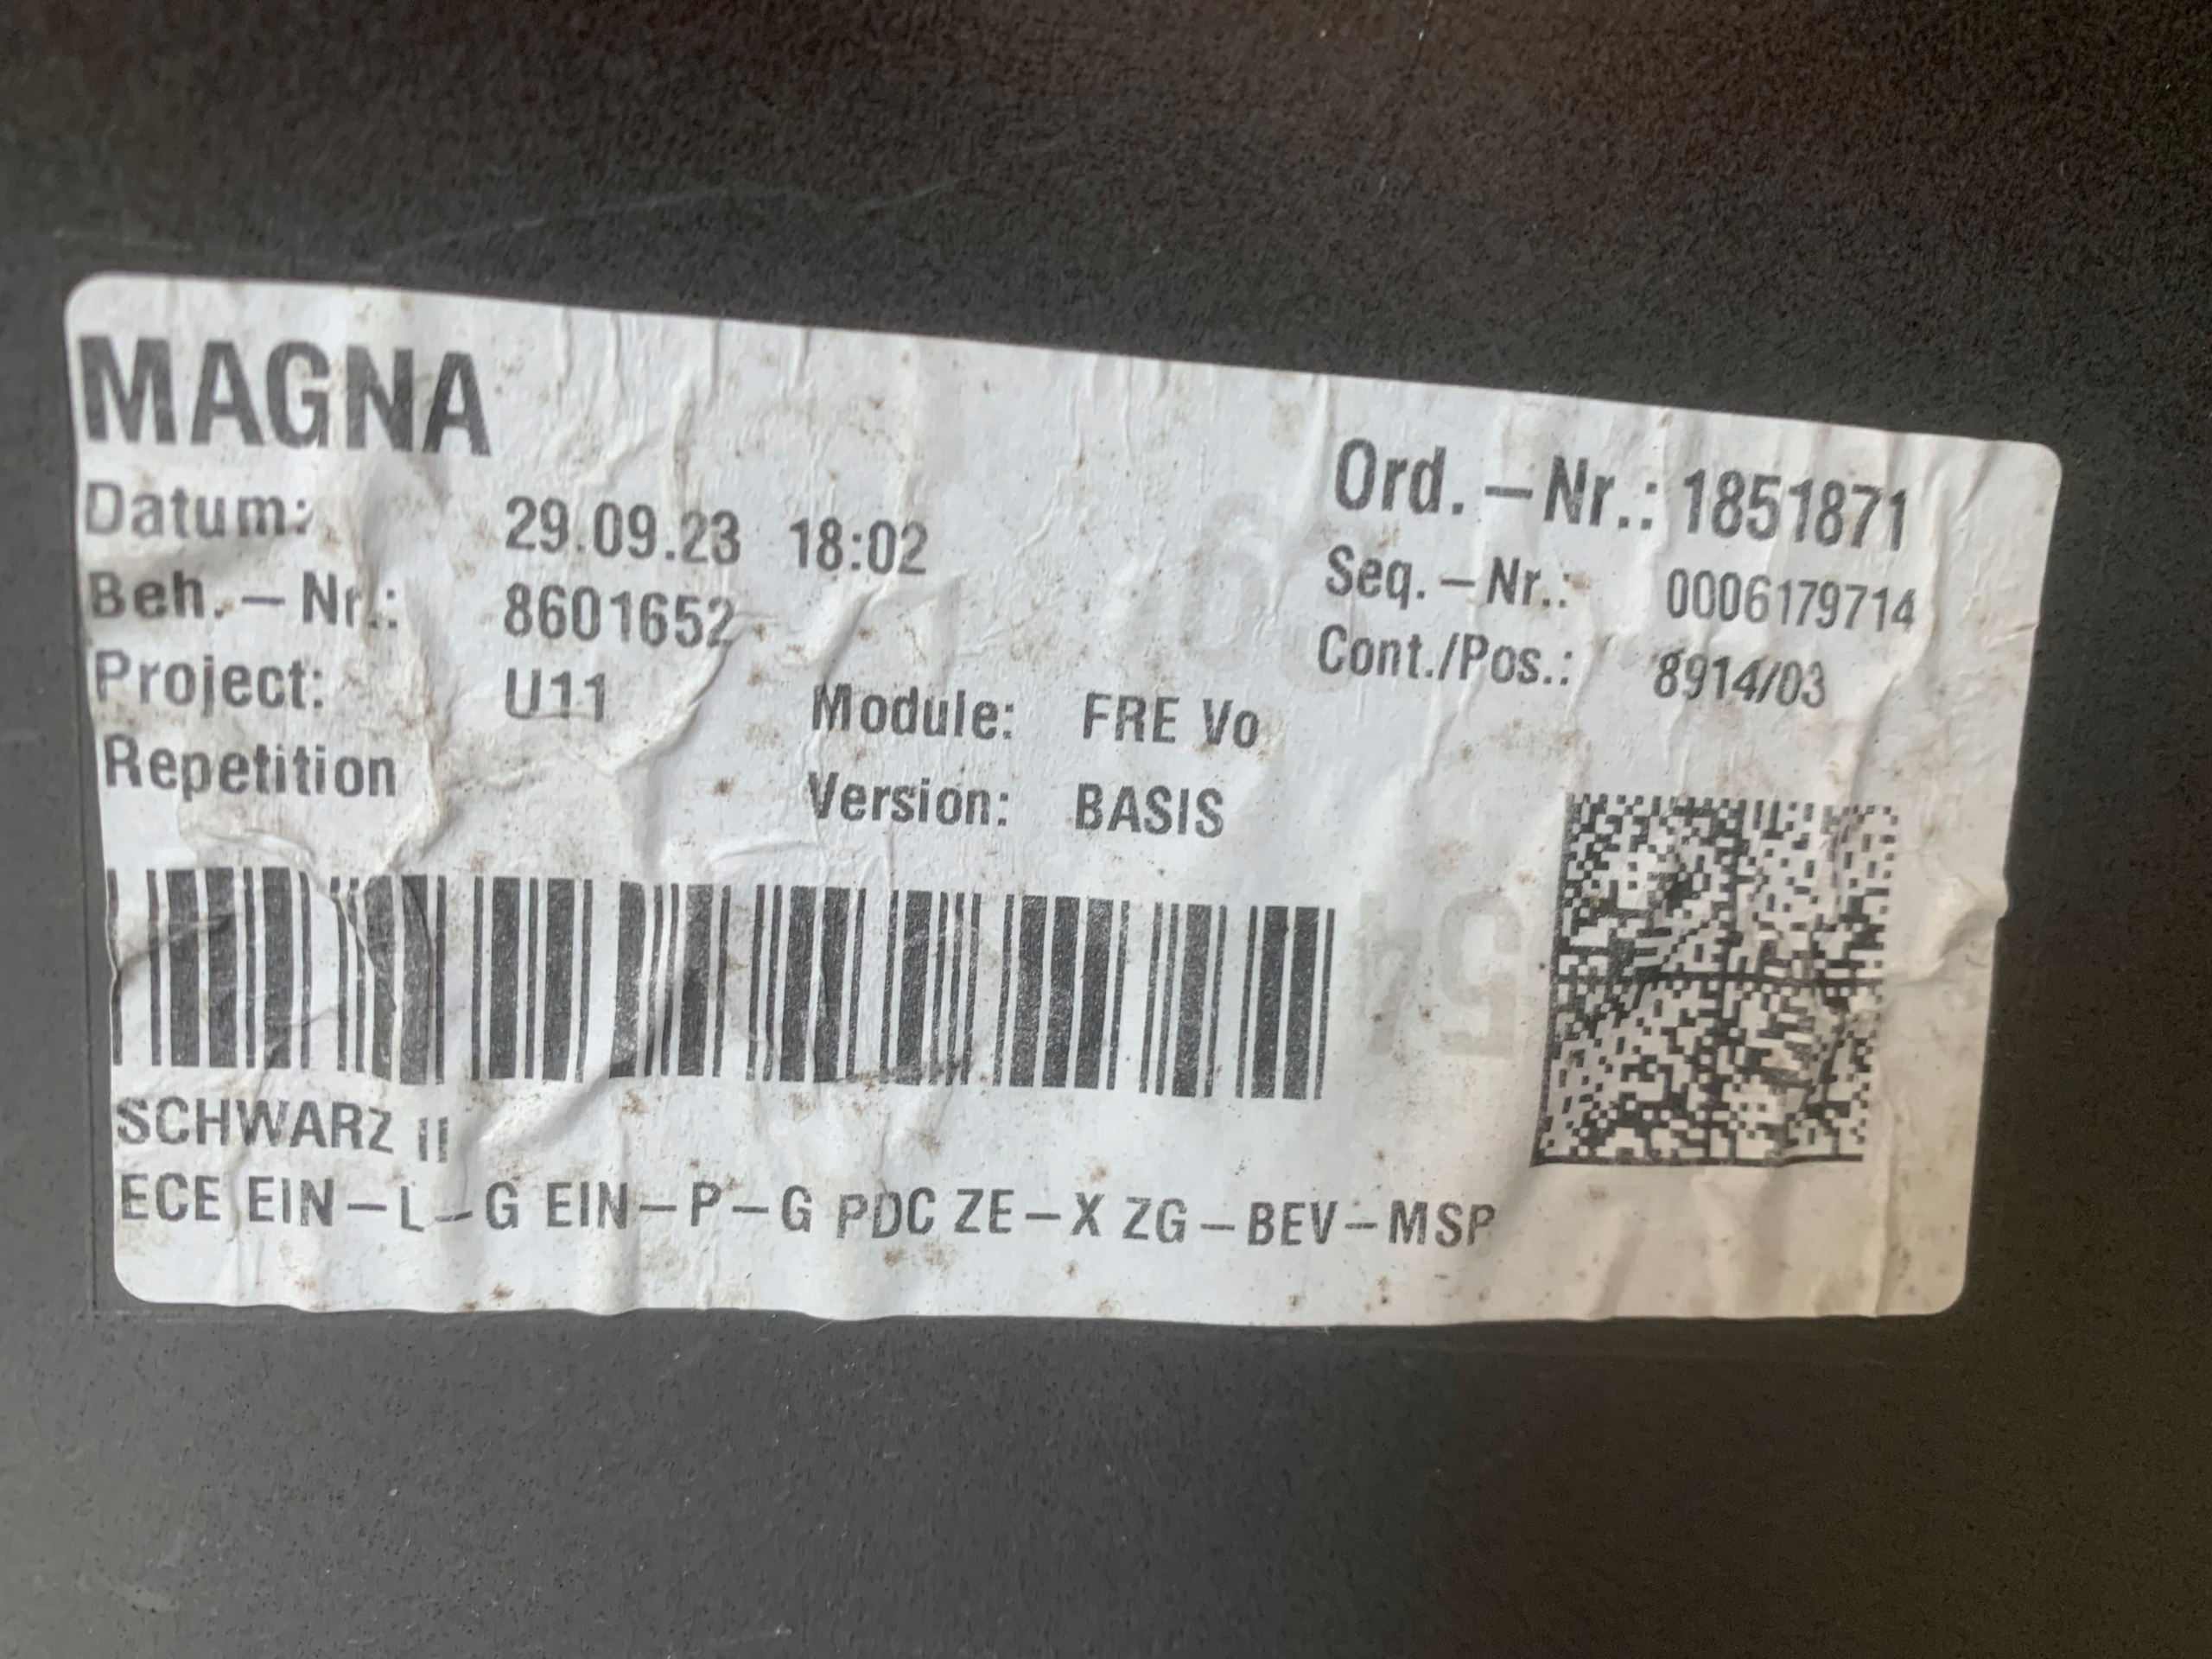 MAGNA
Datum: 29.09.23 18:02
Ord.-Nr.: 1851871
Beh.-Nr.: 8601652
Seq.-Nr.: 0006179714
Project: U11
Cont./Pos.: 8914/03
Module: FRE Vo
Repetition
Version: BASIS
SCHWARZ II
ECE EIN-L-G EIN-P-G PDC ZE-X ZG-BEV-MSP